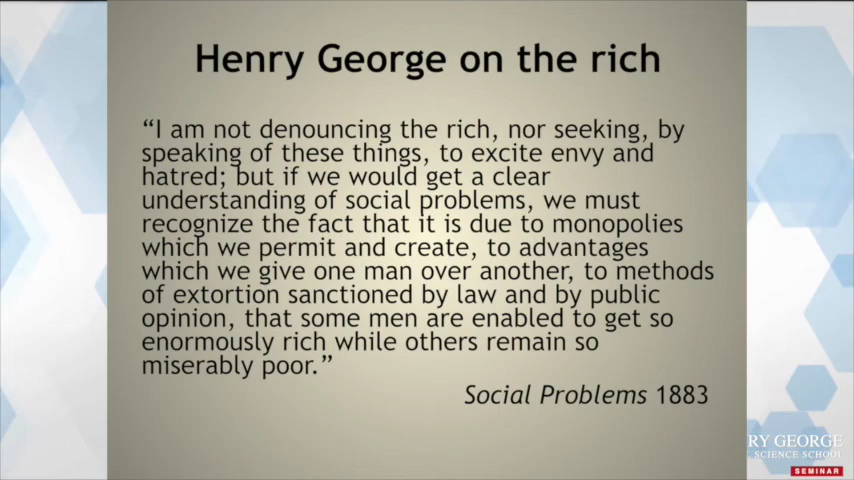 Henry George on the rich
“I am not denouncing the rich, nor seeking, by
speaking of these things, to excite envy and
hatred; but if we would get a clear
understanding of social problems, we must
recognize the fact that it is due to monopolies
which we permit and create, to advantages
which we give one man over another, to methods
of extortion sanctioned by law and by public
opinion, that some men are enabled to get so
enormously rich while others remain so
miserably poor.”
Social Problems 1883
RY GEORGE
SCIENCE SCHOOL
SEMINAR